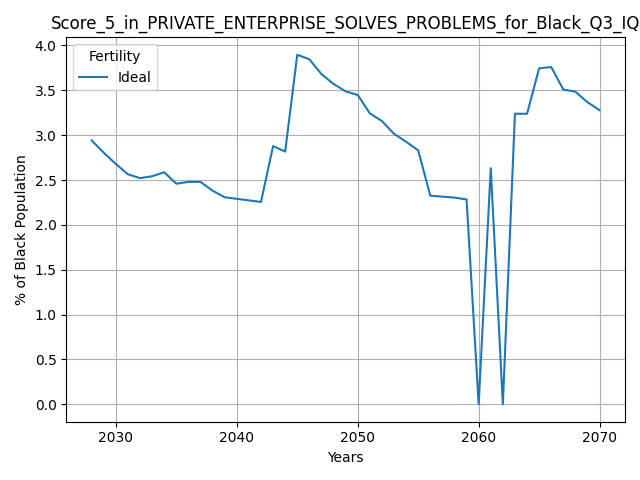 Score_5_in_PRIVATE_ENTERPRISE_SOLVES_PROBLEMS_for_Black_Q3_IQ
Fertility
Ideal
% of Black Population
4.0
3.5
3.0
2.5
2.0
1.5
1.0
0.5
0.0
2030 2040 2050 2060 2070
Years